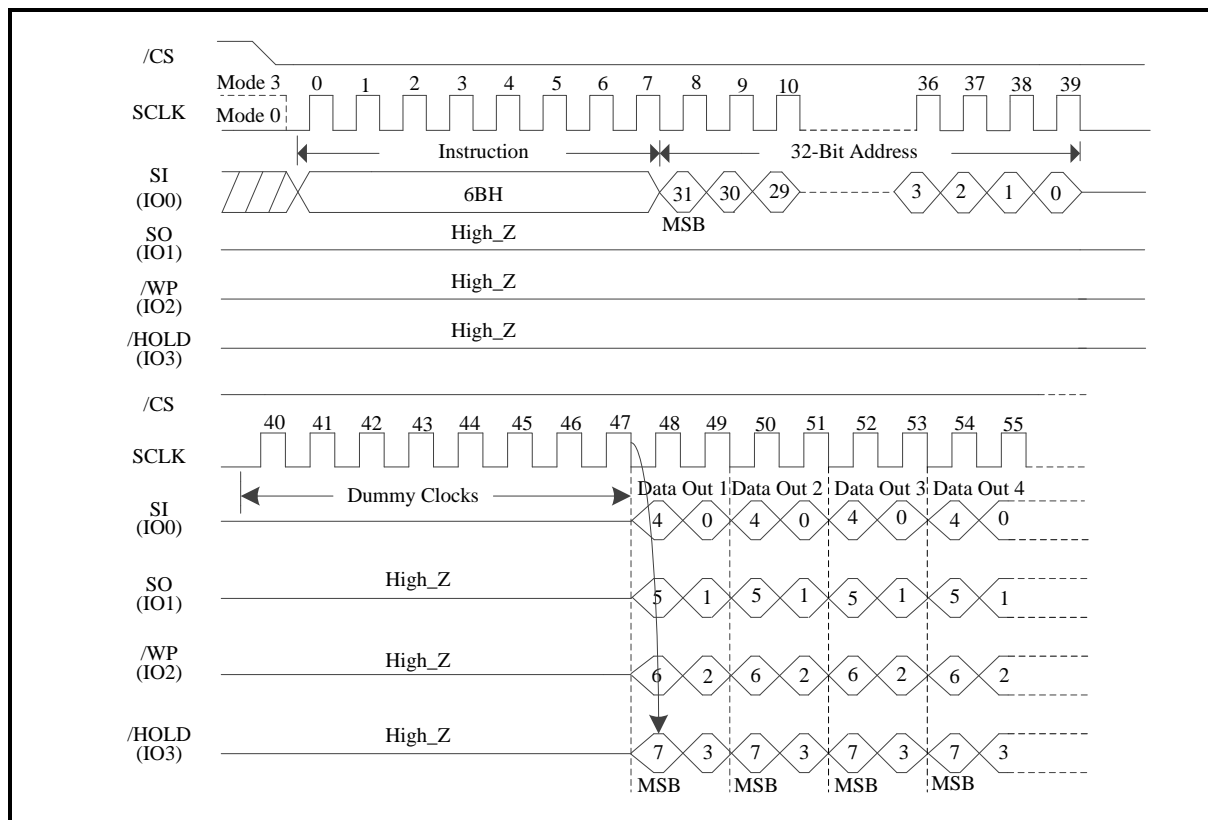 /CS
Mode 3 0 1 2 3 4 5 6 7 8 9 10 36 37 38 39
SCLK Mode 0
Instruction 32-Bit Address
SI
(IO0) 6BH 31 30 29 3 2 1 0
MSB
SO
(IO1) High_Z
/WP
(IO2) High_Z
/HOLD
(IO3) High_Z
/CS
40 41 42 43 44 45 46 47 48 49 50 51 52 53 54 55
SCLK
Dummy Clocks Data Out 1 Data Out 2 Data Out 3 Data Out 4
SI
(IO0) 4 0 4 0 4 0 4 0
SO
(IO1) High_Z 5 1 5 1 5 1 5 1
/WP
(IO2) High_Z 6 2 6 2 6 2 6 2
/HOLD
(IO3) High_Z 7 3 7 3 7 3 7 3
MSB MSB MSB MSB